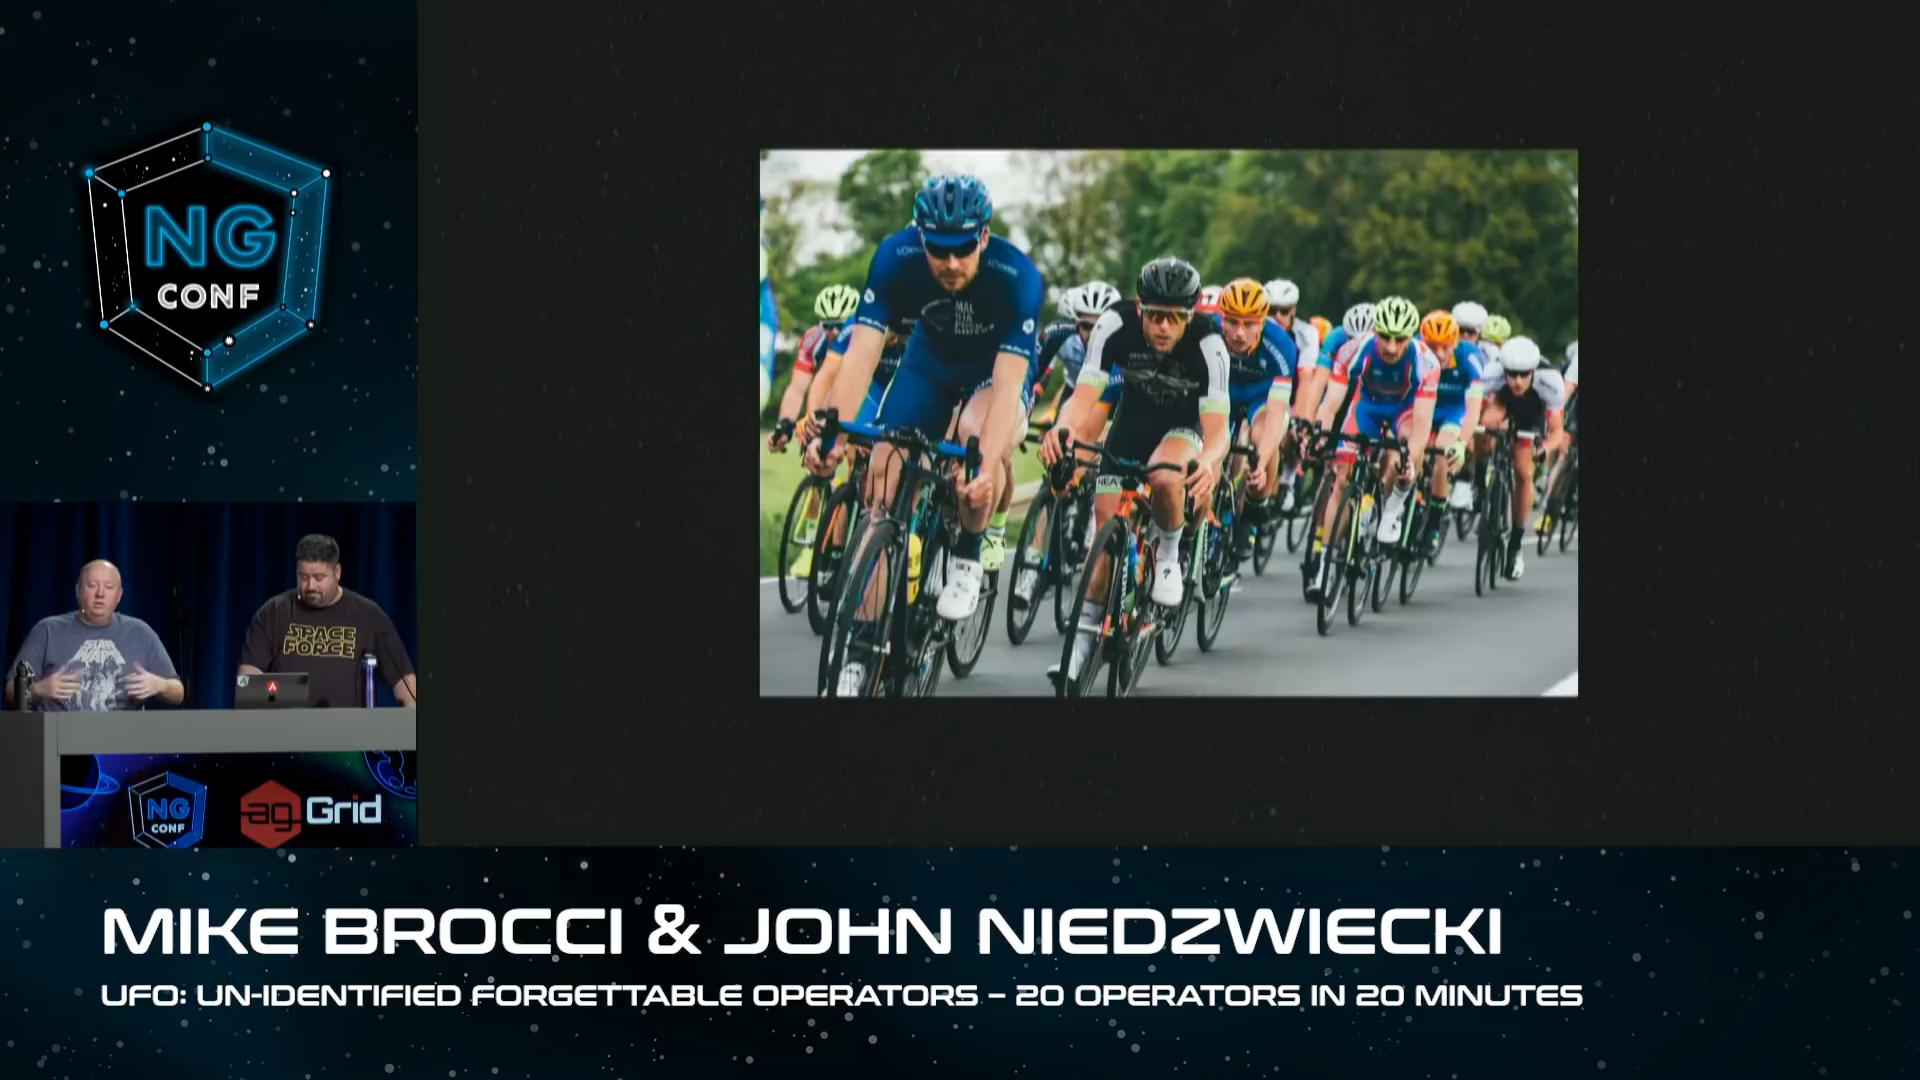 NG
CONF
SPACE
FORCE
NG
CONF
ag Grid
MIKE BROCCI & JOHN NIEDZWIECKI
UFO: UN-IDENTIFIED FORGETTABLE OPERATORS – 20 OPERATORS IN 20 MINUTES